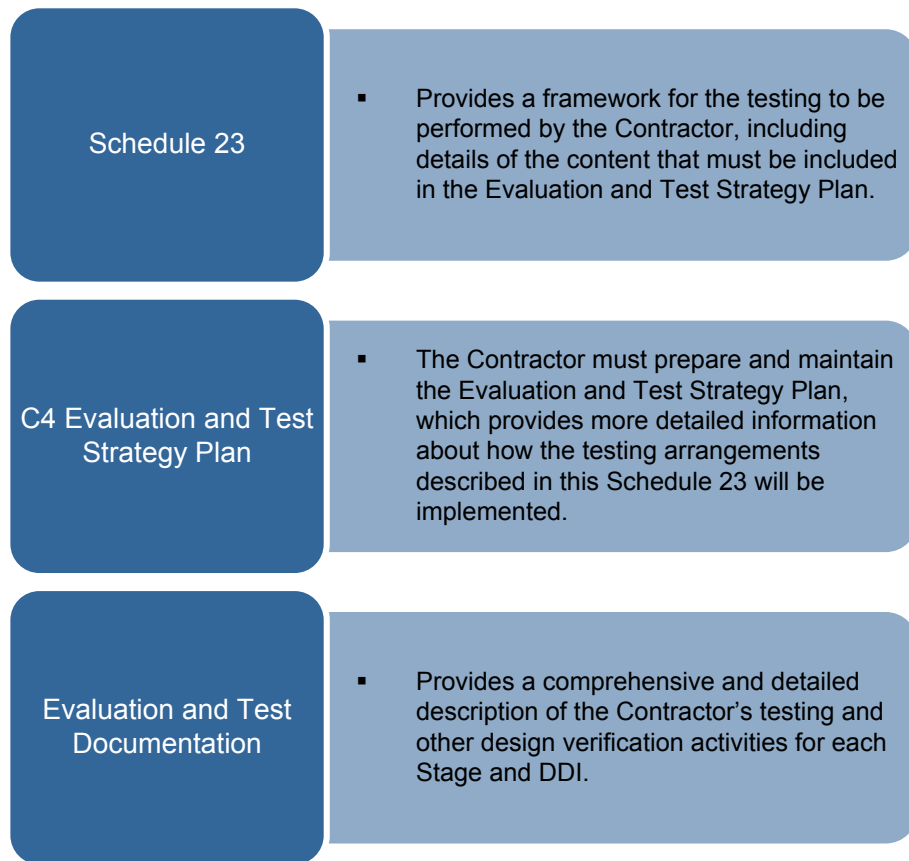 Schedule 23
▪ Provides a framework for the testing to be
performed by the Contractor, including
details of the content that must be included
in the Evaluation and Test Strategy Plan.
C4 Evaluation and Test
Strategy Plan
▪ The Contractor must prepare and maintain
the Evaluation and Test Strategy Plan,
which provides more detailed information
about how the testing arrangements
described in this Schedule 23 will be
implemented.
Evaluation and Test
Documentation
▪ Provides a comprehensive and detailed
description of the Contractor’s testing and
other design verification activities for each
Stage and DDI.